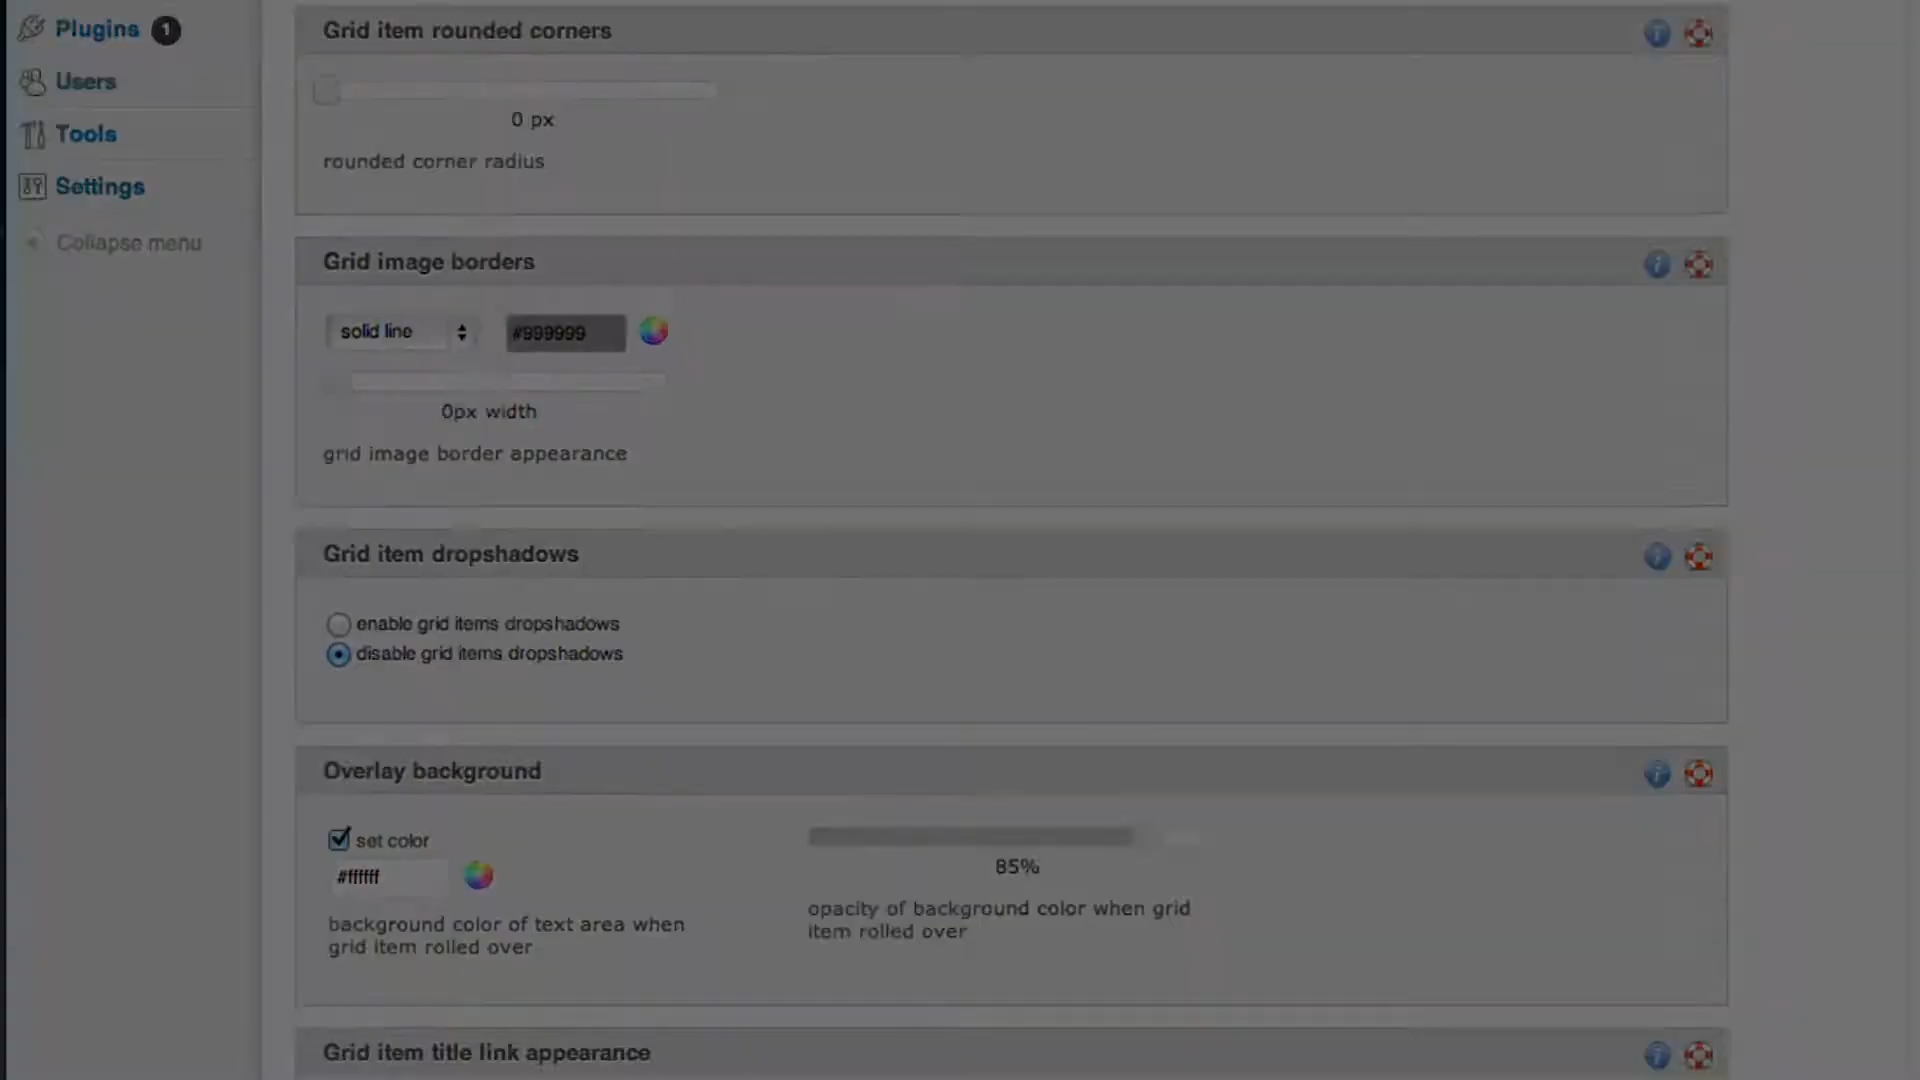 Plugins 1
Users
Tools
Settings
Collapse menu
Grid item rounded corners
0 px
rounded corner radius
Grid image borders
solid line
#999999
0px width
grid image border appearance
Grid item dropshadows
enable grid items dropshadows
disable grid items dropshadows
Overlay background
set color
#ffffff
background color of text area when
grid item rolled over
85%
opacity of background color when grid
item rolled over
Grid item title link appearance